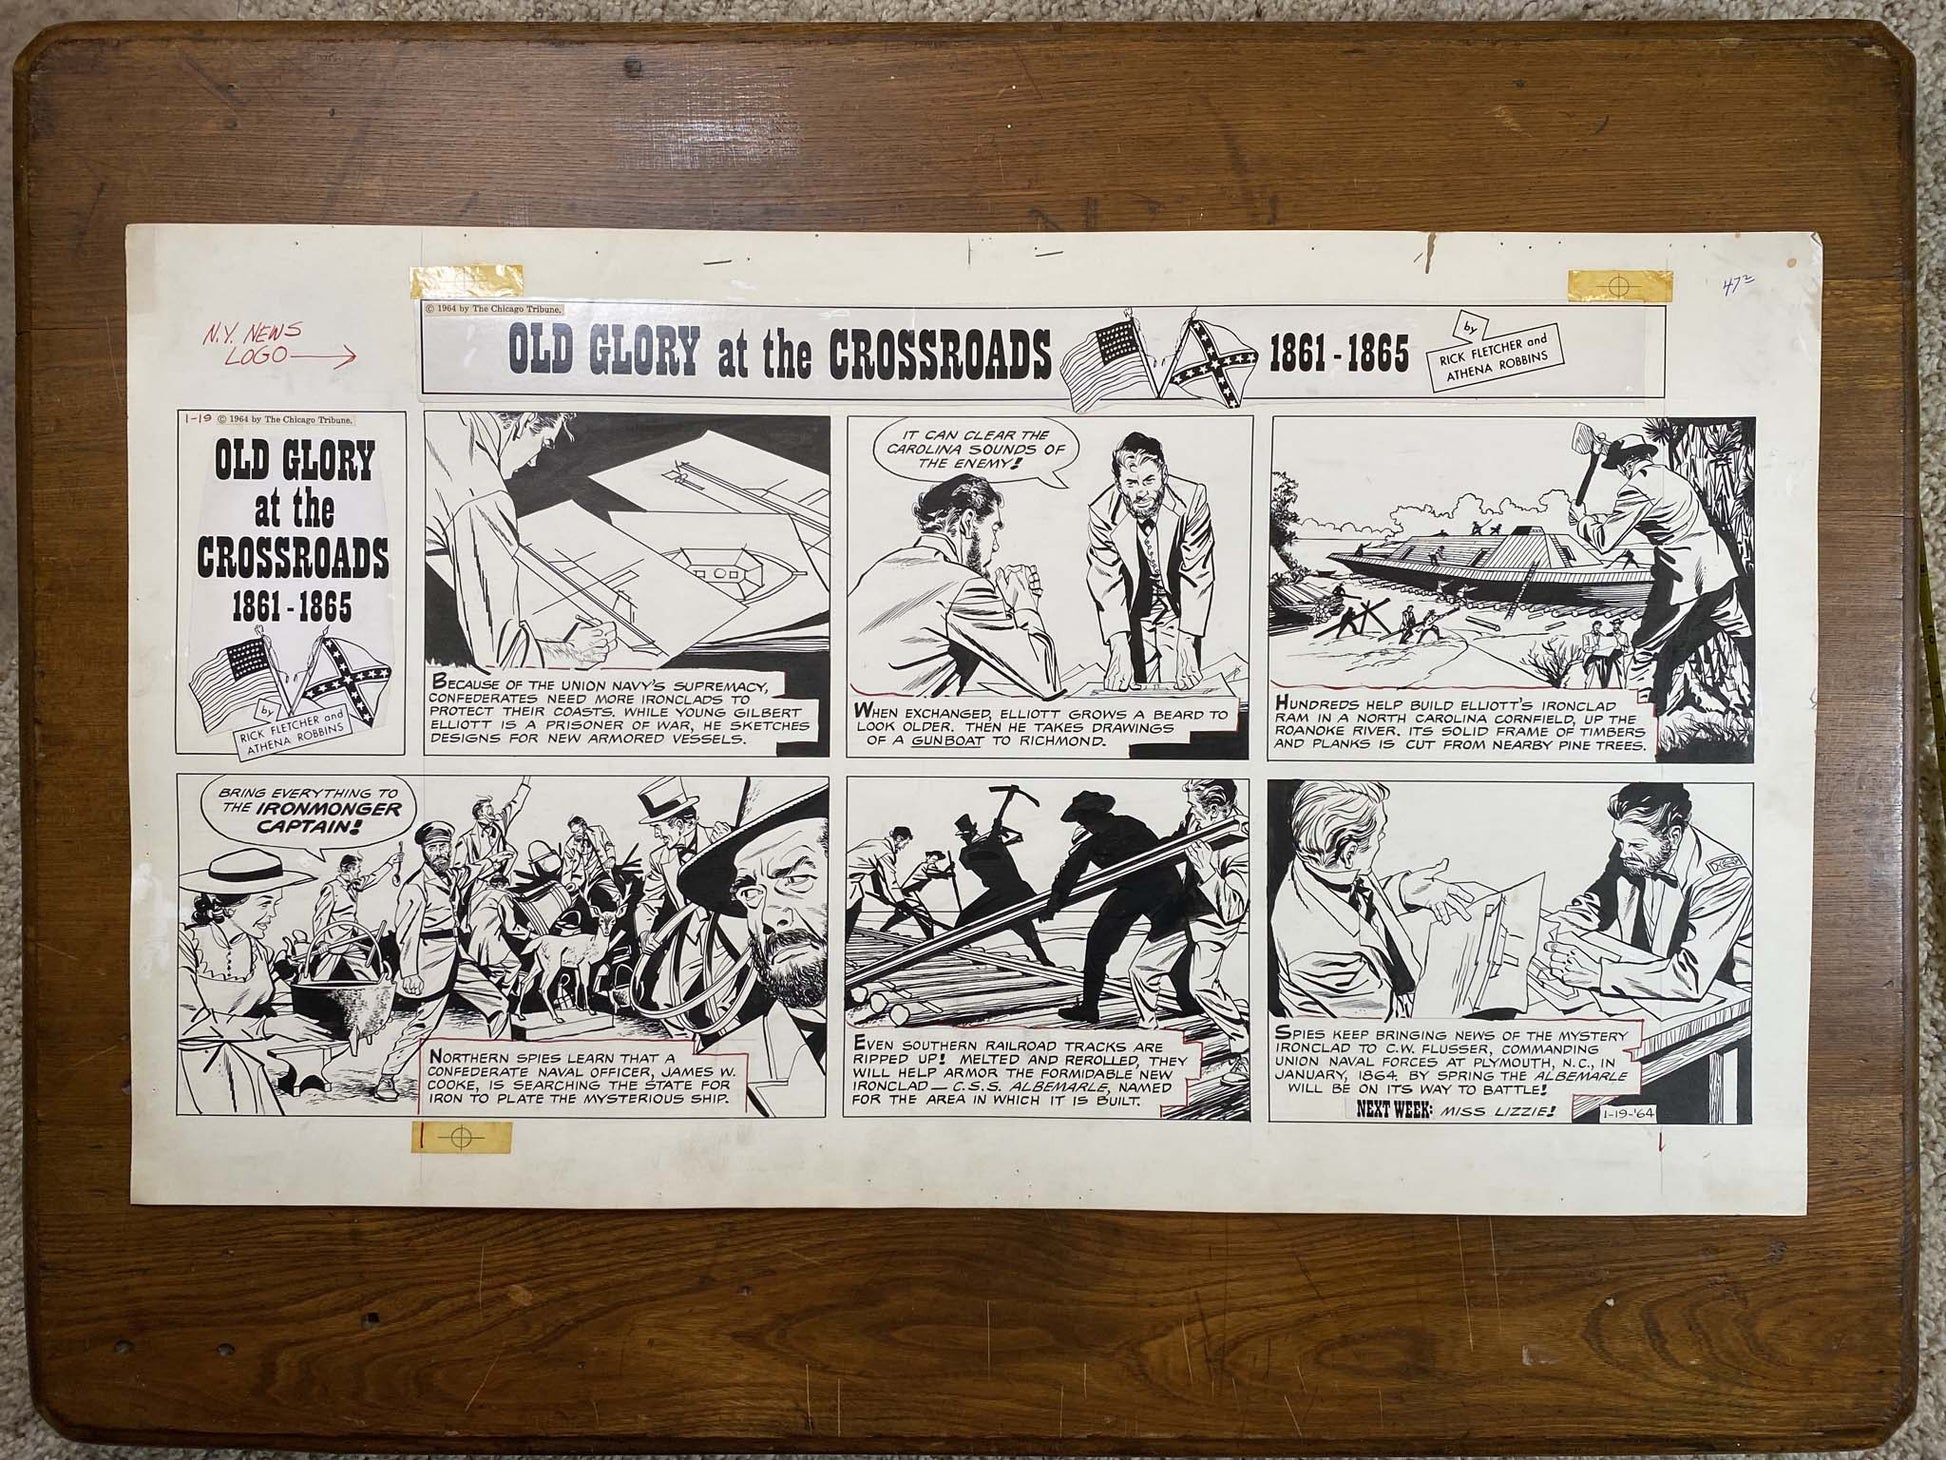 47²
N.Y. NEWS
LOGO
© 1964 by The Chicago Tribune.
OLD GLORY at the CROSSROADS 1861-1865
by
RICK FLETCHER and
ATHENA ROBBINS
1-19 © 1964 by The Chicago Tribune.
OLD GLORY
at the
CROSSROADS
1861-1865
by
RICK FLETCHER and
ATHENA ROBBINS
BECAUSE OF THE UNION NAVY'S SUPREMACY,
CONFEDERATES NEED MORE IRONCLADS TO
PROTECT THEIR COASTS. WHILE YOUNG GILBERT
ELLIOTT IS A PRISONER OF WAR, HE SKETCHES
DESIGNS FOR NEW ARMORED VESSELS.
IT CAN CLEAR THE
CAROLINA SOUNDS OF
THE ENEMY!
WHEN EXCHANGED, ELLIOTT GROWS A BEARD TO
LOOK OLDER. THEN HE TAKES DRAWINGS
OF A GUNBOAT TO RICHMOND.
HUNDREDS HELP BUILD ELLIOTT'S IRONCLAD
RAM IN A NORTH CAROLINA CORNFIELD, UP THE
ROANOKE RIVER. ITS SOLID FRAME OF TIMBERS
AND PLANKS IS CUT FROM NEARBY PINE TREES.
BRING EVERYTHING TO
THE IRONMONGER
CAPTAIN!
NORTHERN SPIES LEARN THAT A
CONFEDERATE NAVAL OFFICER, JAMES W.
COOKE, IS SEARCHING THE STATE FOR
IRON TO PLATE THE MYSTERIOUS SHIP.
EVEN SOUTHERN RAILROAD TRACKS ARE
RIPPED UP! MELTED AND REROLLED, THEY
WILL HELP ARMOR THE FORMIDABLE NEW
IRONCLAD — C.S.S. ALBEMARLE, NAMED
FOR THE AREA IN WHICH IT IS BUILT.
SPIES KEEP BRINGING NEWS OF THE MYSTERY
IRONCLAD TO C.W. FLUSSER, COMMANDING
UNION NAVAL FORCES AT PLYMOUTH, N.C., IN
JANUARY, 1864. BY SPRING THE ALBEMARLE
WILL BE ON ITS WAY TO BATTLE!
NEXT WEEK: MISS LIZZIE!
1-19-'64